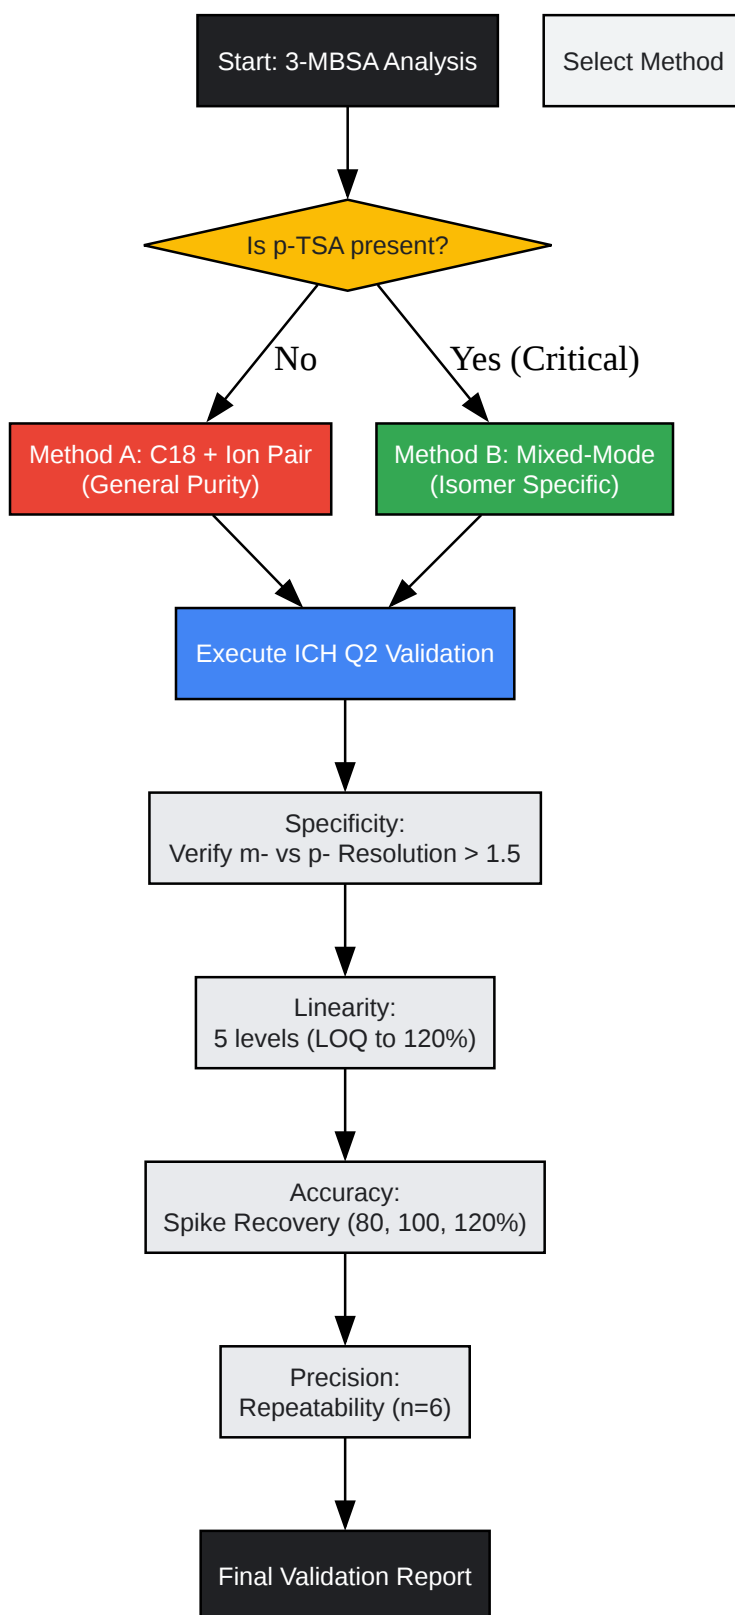 Start: 3-MBSA Analysis
Select Method
Is p-TSA present?
No
Yes (Critical)
Method A: C18 + Ion Pair
(General Purity)
Method B: Mixed-Mode
(Isomer Specific)
Execute ICH Q2 Validation
Specificity:
Verify m- vs p- Resolution > 1.5
Linearity:
5 levels (LOQ to 120%)
Accuracy:
Spike Recovery (80, 100, 120%)
Precision:
Repeatability (n=6)
Final Validation Report